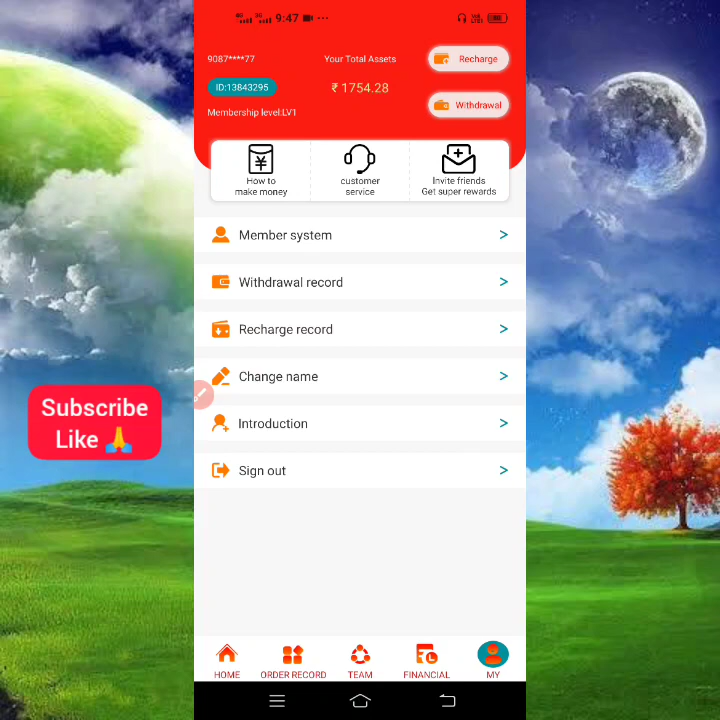 4G 3G 9:47
9087****77
Your Total Assets
Recharge
ID:13843295
₹ 1754.28
Withdrawal
Membership level:LV1
How to
make money
customer
service
Invite friends
Get super rewards
Member system >
Withdrawal record >
Recharge record >
Change name >
Introduction >
Sign out >
Subscribe
Like 🙏
HOME
ORDER RECORD
TEAM
FINANCIAL
MY